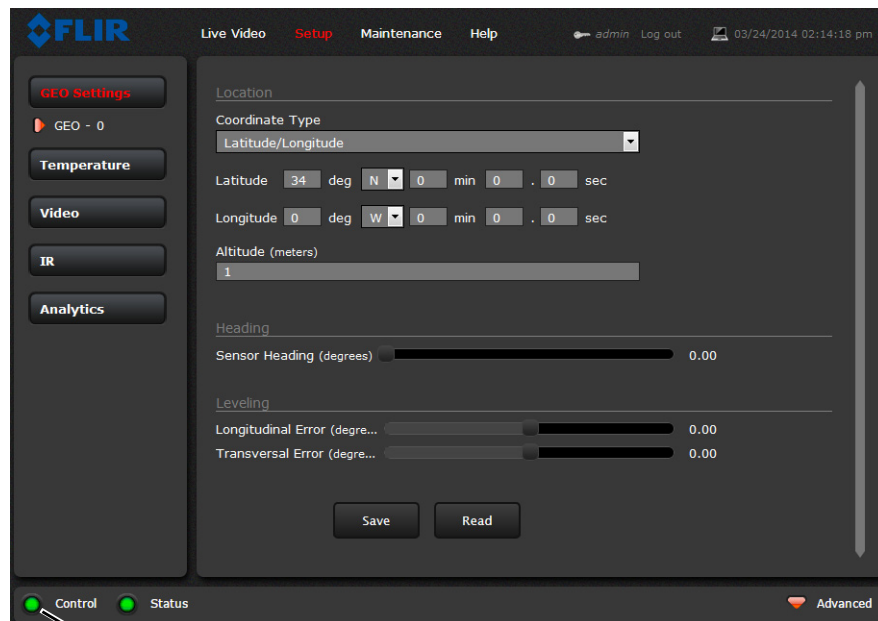 FLIR
Live Video Setup Maintenance Help admin Log out 03/24/2014 02:14:18 pm
GEO Settings
GEO - 0
Temperature
Video
IR
Analytics
Location
Coordinate Type
Latitude/Longitude
Latitude 34 deg N 0 min 0 . 0 sec
Longitude 0 deg W 0 min 0 . 0 sec
Altitude (meters)
1
Heading
Sensor Heading (degrees) 0.00
Leveling
Longitudinal Error (degre... 0.00
Transversal Error (degre... 0.00
Save Read
Control Status Advanced